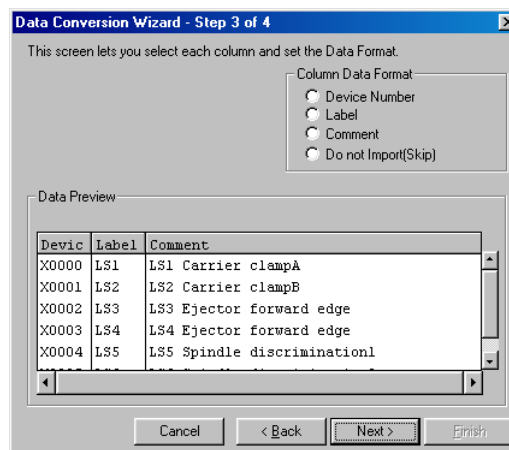 Data Conversion Wizard - Step 3 of 4
This screen lets you select each column and set the Data Format.
Column Data Format
Device Number
Label
Comment
Do not Import(Skip)
Data Preview
Devic Label Comment
X0000 LS1 LS1 Carrier clampA
X0001 LS2 LS2 Carrier clampB
X0002 LS3 LS3 Ejector forward edge
X0003 LS4 LS4 Ejector forward edge
X0004 LS5 LS5 Spindle discrimination1
Cancel < Back Next > Finish